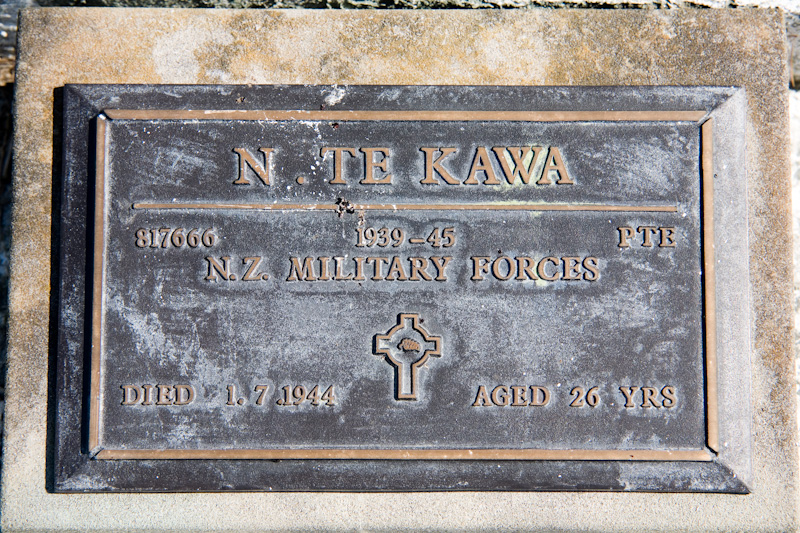 N . TE KAWA
817666 1939-45 PTE
N.Z. MILITARY FORCES
DIED 1.7.1944 AGED 26 YRS